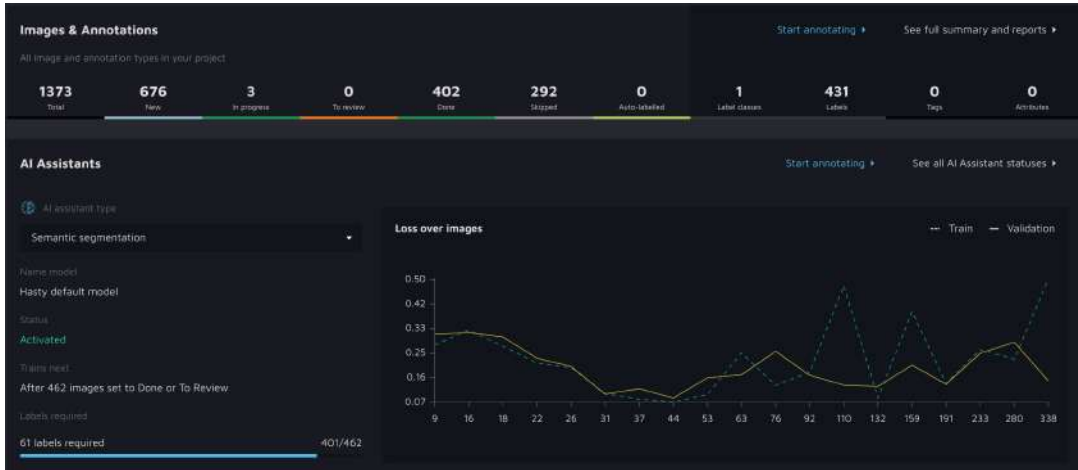 Images & Annotations
Start annotating
See full summary and reports
All image and annotation types in your project
1373 676 3 0 402 292 0 1 431 0 0
Total New In progress To review Done Skipped Auto-labelled Label classes Labels Tags Attributes
AI Assistants
Start annotating
See all AI Assistant statuses
AI assistant type
Semantic segmentation
Name model
Hasty default model
Status
Activated
Trains next
After 462 images set to Done or To Review
Labels required
61 labels required 401/462
Loss over images
Train Validation
0.50
0.42
0.33
0.25
0.16
0.07
9 16 18 22 26 31 37 44 53 63 76 92 110 132 159 191 233 280 338